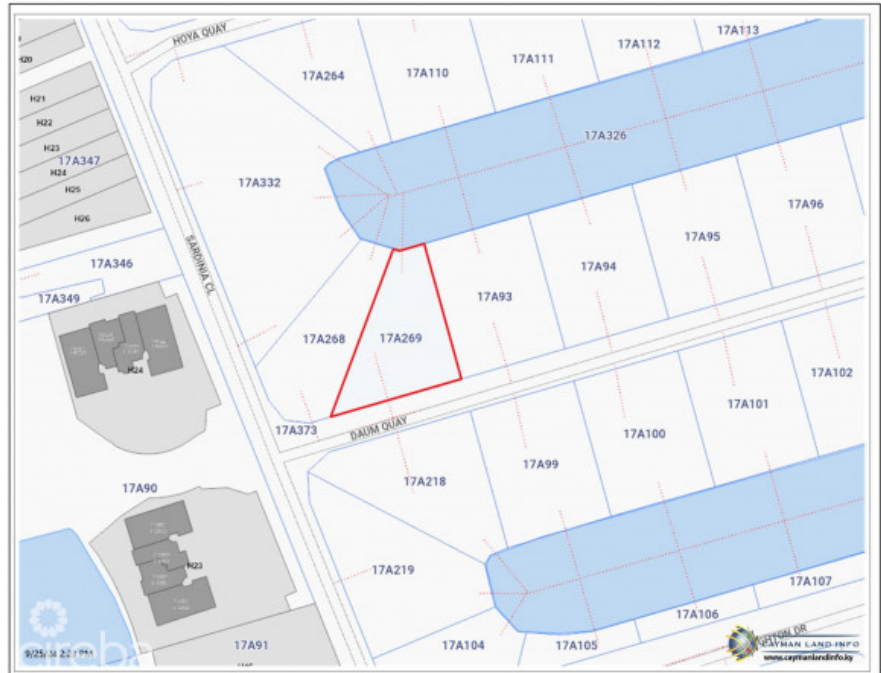 HOYA QUAY
17A113
17A112
17A111
17A110
17A264
H20
H21
H22
H23
17A347
H24
H25
H26
17A332
17A326
17A96
17A95
17A94
17A93
SARDINIA CL
17A346
17A349
H24
17A268
17A269
17A102
17A101
17A100
17A99
17A373
DAUM QUAY
17A218
17A90
H23
17A219
17A107
17A106
17A105
17A104
17A91
CAYMAN LAND INFO
www.caymanlandinfo.ky